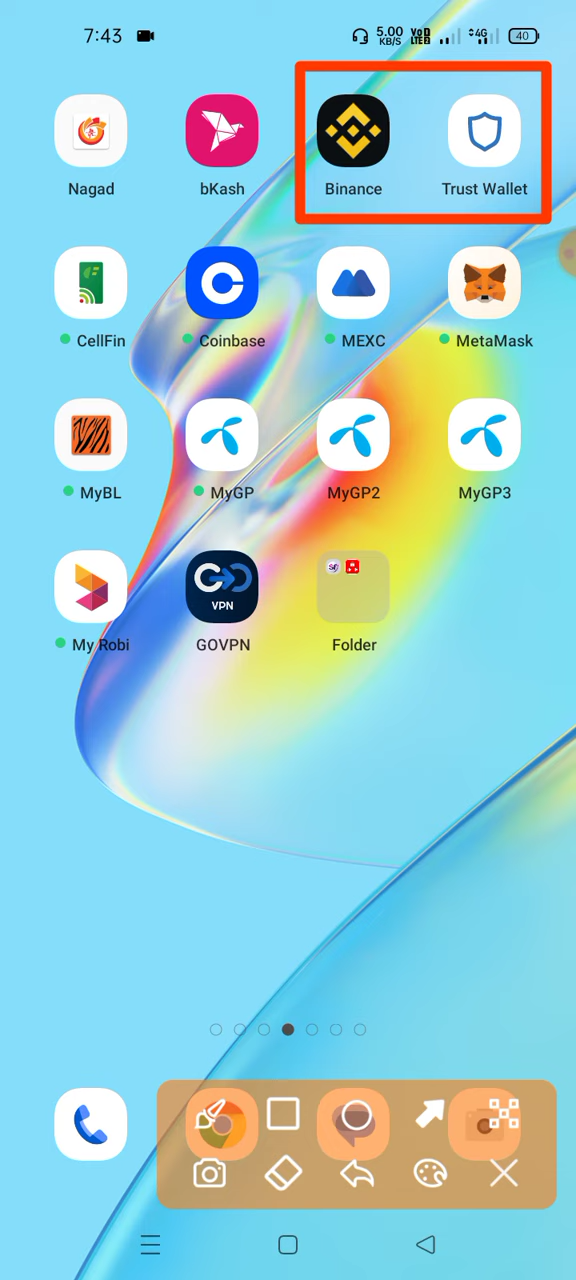 7:43 5.00 KB/S VoD LTE2 4G 40
Nagad bKash Binance Trust Wallet
CellFin Coinbase MEXC MetaMask
MyBL MyGP MyGP2 MyGP3
VPN
My Robi GOVPN Folder